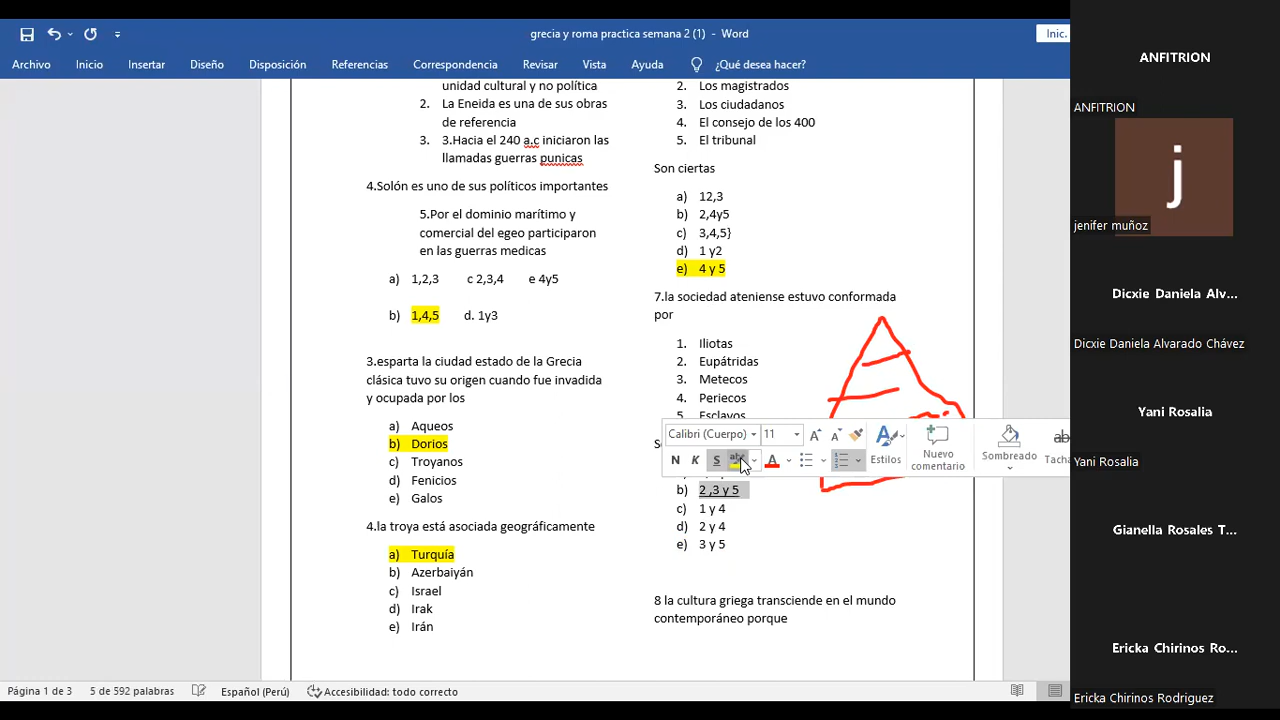 grecia y roma practica semana 2 (1) - Word
Inic.
Archivo Inicio Insertar Diseño Disposición Referencias Correspondencia Revisar Vista Ayuda ¿Qué desea hacer?
unidad cultural y no política
2. La Eneida es una de sus obras
de referencia
3. 3.Hacia el 240 a.c iniciaron las
llamadas guerras punicas
4.Solón es uno de sus políticos importantes
5.Por el dominio marítimo y
comercial del egeo participaron
en las guerras medicas
a) 1,2,3 c 2,3,4 e 4y5
b) 1,4,5 d. 1y3
3.esparta la ciudad estado de la Grecia
clásica tuvo su origen cuando fue invadida
y ocupada por los
a) Aqueos
b) Dorios
c) Troyanos
d) Fenicios
e) Galos
4.la troya está asociada geográficamente
a) Turquía
b) Azerbaiyán
c) Israel
d) Irak
e) Irán
2. Los magistrados
3. Los ciudadanos
4. El consejo de los 400
5. El tribunal
Son ciertas
a) 12,3
b) 2,4y5
c) 3,4,5}
d) 1 y2
e) 4 y 5
7.la sociedad ateniense estuvo conformada
por
1. Iliotas
2. Eupátridas
3. Metecos
4. Periecos
5. Esclavos
Calibri (Cuerpo) 11
N K S
Estilos
Nuevo
comentario
Sombreado
b) 2 ,3 y 5
c) 1 y 4
d) 2 y 4
e) 3 y 5
8 la cultura griega transciende en el mundo
contemporáneo porque
Página 1 de 3 5 de 592 palabras Español (Perú) Accesibilidad: todo correcto
ANFITRION
ANFITRION
j
jenifer muñoz
Dicxie Daniela Alv...
Dicxie Daniela Alvarado Chávez
Yani Rosalia
Yani Rosalia
Gianella Rosales T...
Ericka Chirinos Ro...
Ericka Chirinos Rodriguez